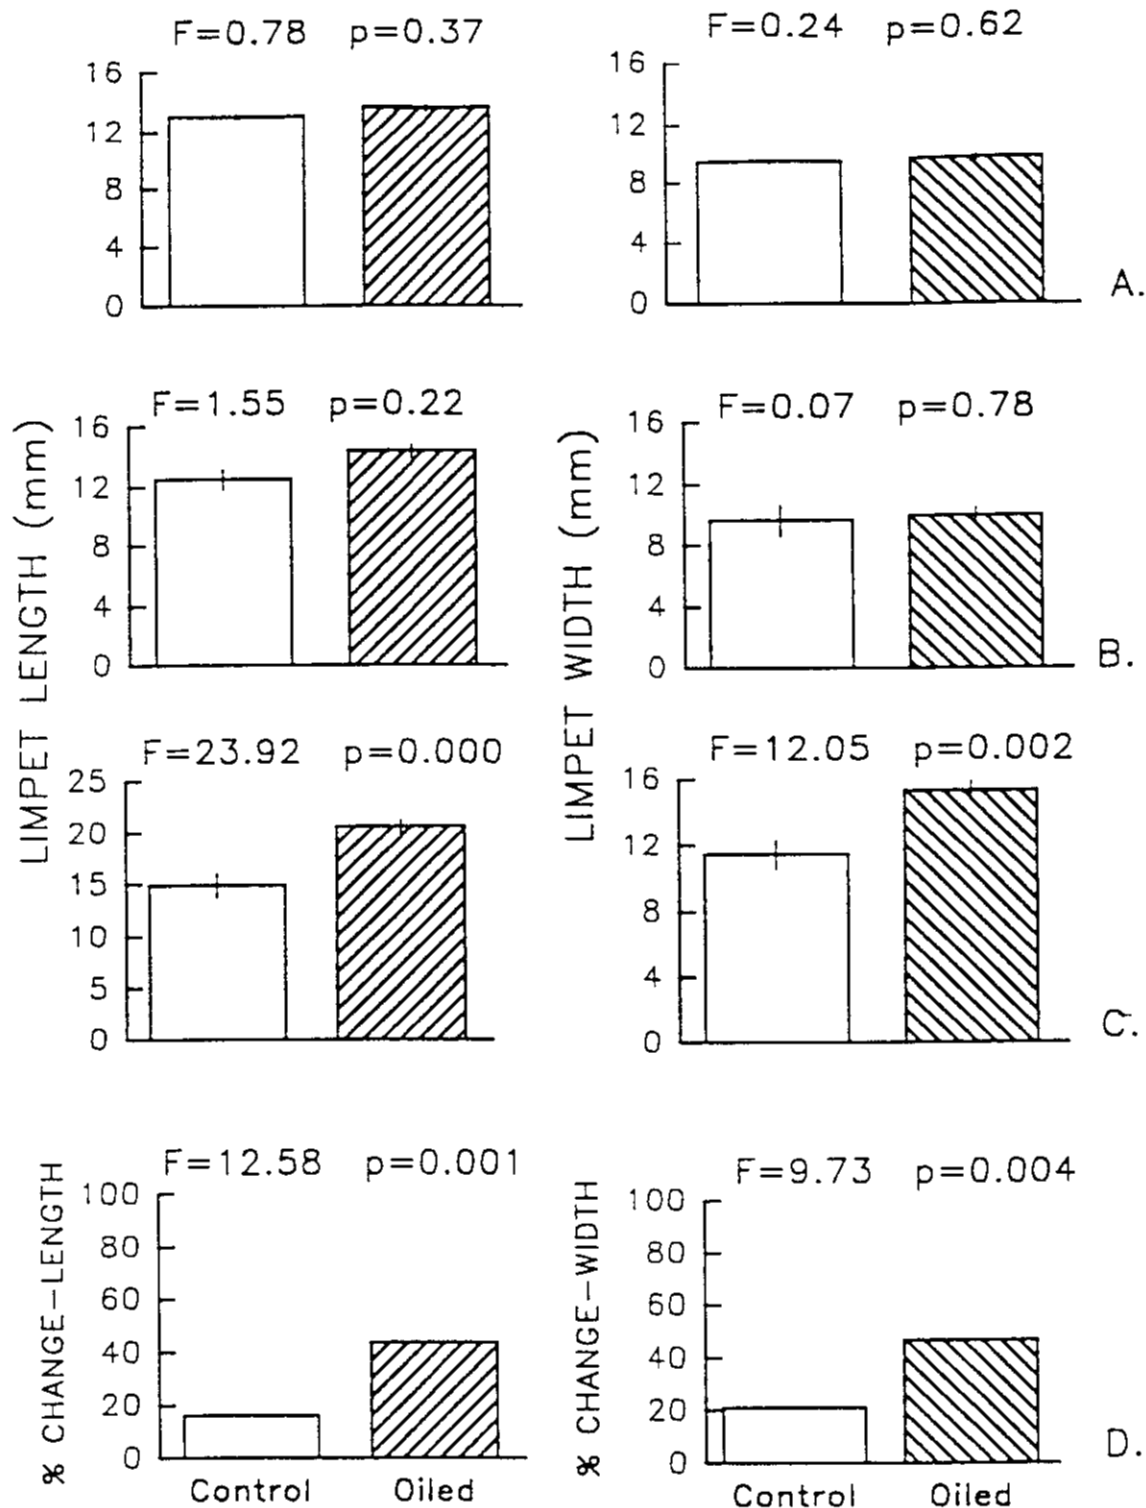 F=0.78 p=0.37
16
12
8
4
0
F=0.24 p=0.62
16
12
8
4
0
A.
LIMPET LENGTH (mm)
F=1.55 p=0.22
16
12
8
4
0
LIMPET WIDTH (mm)
F=0.07 p=0.78
16
12
8
4
0
B.
F=23.92 p=0.000
25
20
15
10
5
0
F=12.05 p=0.002
16
12
8
4
0
C.
% CHANGE-LENGTH
F=12.58 p=0.001
100
80
60
40
20
0
Control Oiled
% CHANGE-WIDTH
F=9.73 p=0.004
100
80
60
40
20
0
Control Oiled
D.